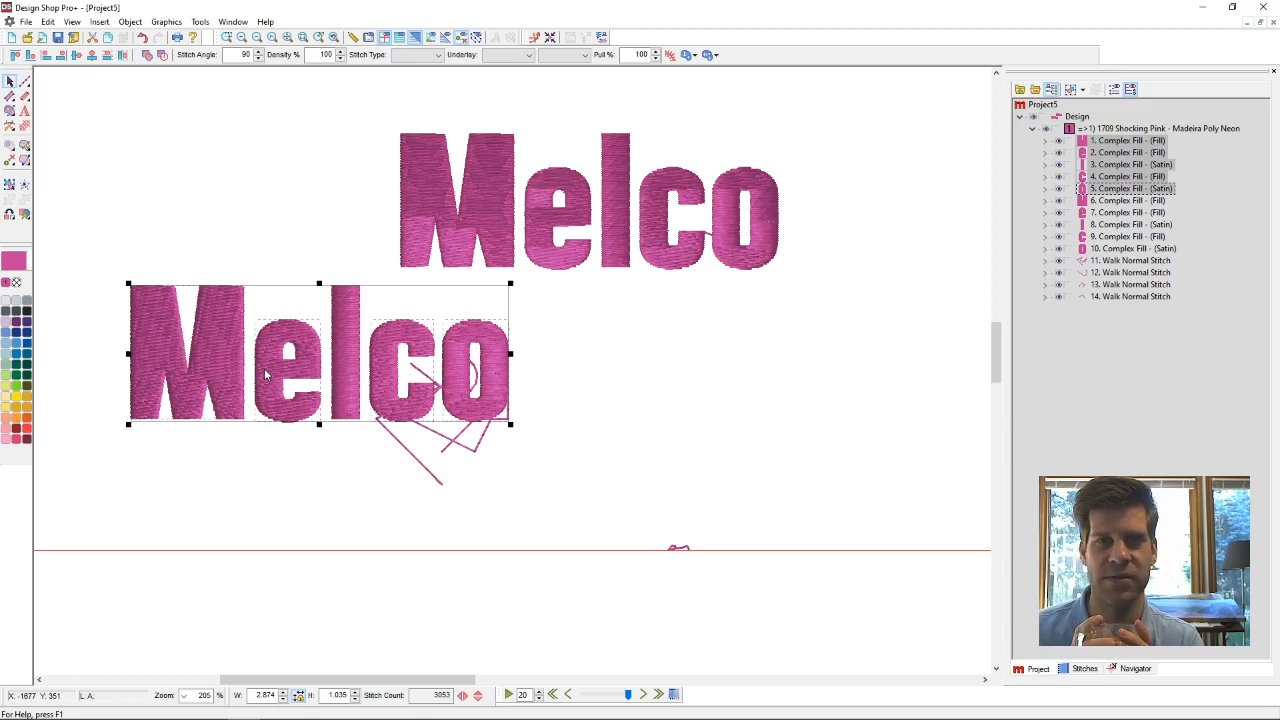 DS Design Shop Pro+ - [Project5]
File Edit View Insert Object Graphics Tools Window Help
Stitch Angle: 90 Density % 100 Stitch Type: Underlay: Pull % 100
Project5
Design
1 =>1) 1709 Shocking Pink - Madeira Poly Neon
1. Complex Fill - (Fill)
2. Complex Fill - (Fill)
3. Complex Fill - (Satin)
4. Complex Fill - (Fill)
5. Complex Fill - (Satin)
6. Complex Fill - (Fill)
7. Complex Fill - (Fill)
8. Complex Fill - (Satin)
9. Complex Fill - (Fill)
10. Complex Fill - (Satin)
11. Walk Normal Stitch
12. Walk Normal Stitch
13. Walk Normal Stitch
14. Walk Normal Stitch
Melco
Melco
Project Stitches Navigator
X: -1677 Y: 351 L: A: Zoom: 205 % W: 2.874 H: 1.035 Stitch Count: 3053 20
For Help, press F1